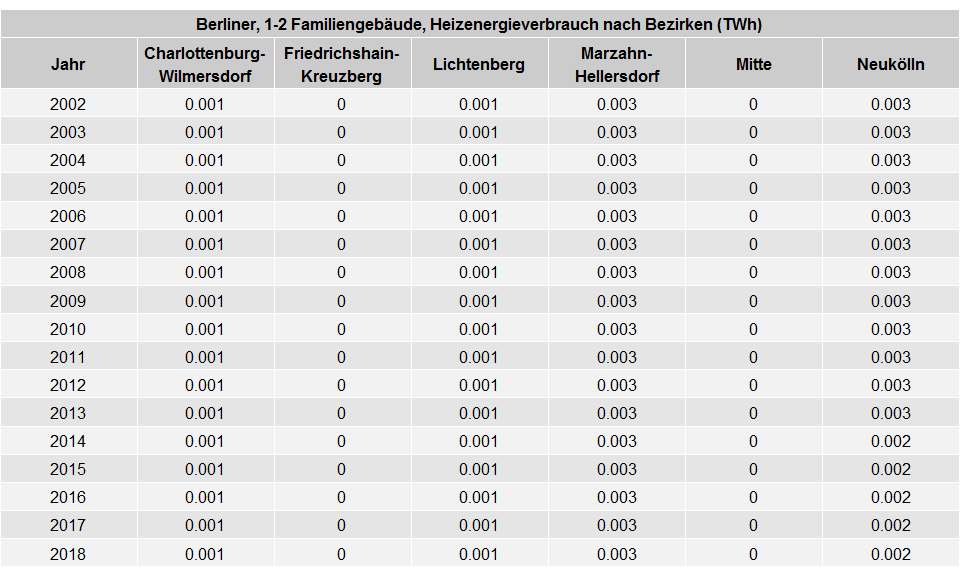 Berliner, 1-2 Familiengebäude, Heizenergieverbrauch nach Bezirken (TWh)
Jahr Charlottenburg-Wilmersdorf Friedrichshain-Kreuzberg Lichtenberg Marzahn-Hellersdorf Mitte Neukölln
2002 0.001 0 0.001 0.003 0 0.003
2003 0.001 0 0.001 0.003 0 0.003
2004 0.001 0 0.001 0.003 0 0.003
2005 0.001 0 0.001 0.003 0 0.003
2006 0.001 0 0.001 0.003 0 0.003
2007 0.001 0 0.001 0.003 0 0.003
2008 0.001 0 0.001 0.003 0 0.003
2009 0.001 0 0.001 0.003 0 0.003
2010 0.001 0 0.001 0.003 0 0.003
2011 0.001 0 0.001 0.003 0 0.003
2012 0.001 0 0.001 0.003 0 0.003
2013 0.001 0 0.001 0.003 0 0.003
2014 0.001 0 0.001 0.003 0 0.002
2015 0.001 0 0.001 0.003 0 0.002
2016 0.001 0 0.001 0.003 0 0.002
2017 0.001 0 0.001 0.003 0 0.002
2018 0.001 0 0.001 0.003 0 0.002